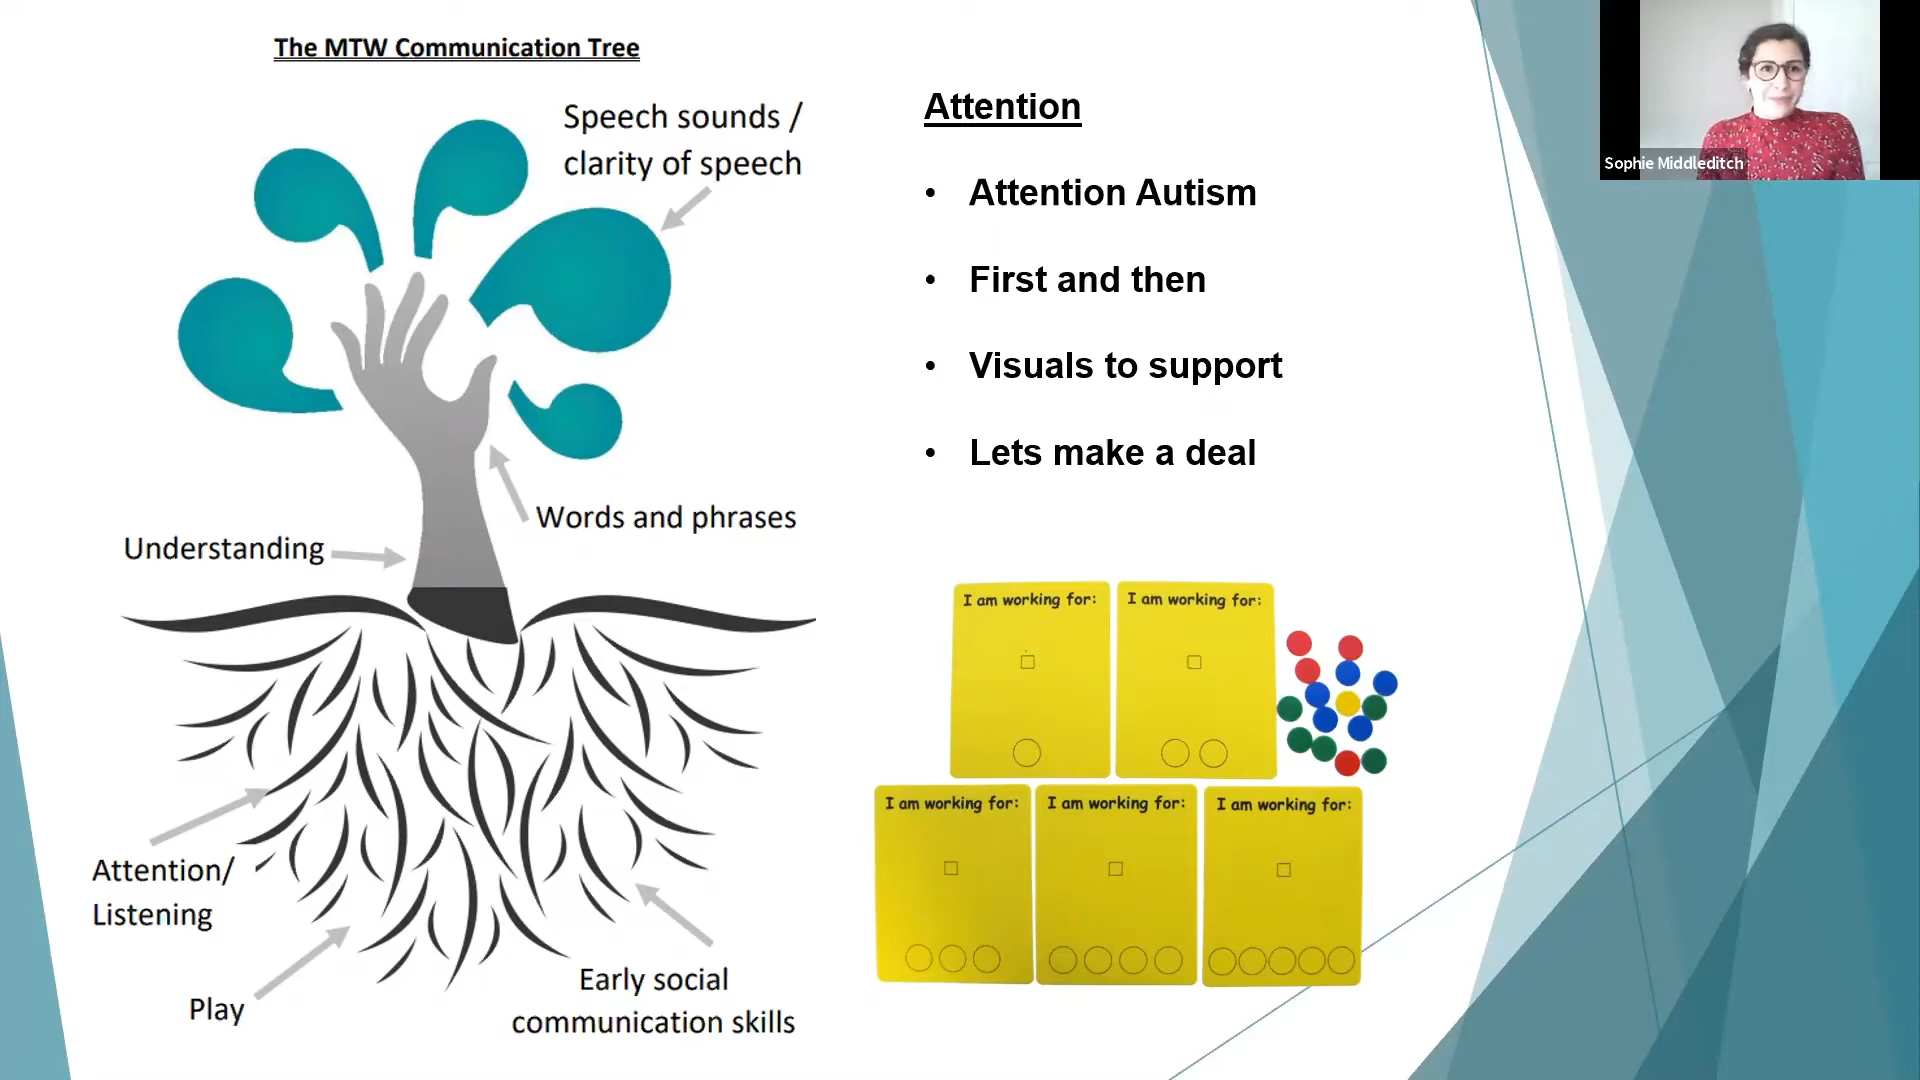 The MTW Communication Tree
Speech sounds /
clarity of speech
Words and phrases
Understanding
Attention/
Listening
Play
Early social
communication skills
Attention
• Attention Autism
• First and then
• Visuals to support
• Lets make a deal
I am working for:
I am working for:
I am working for:
I am working for:
I am working for:
Sophie Middleditch